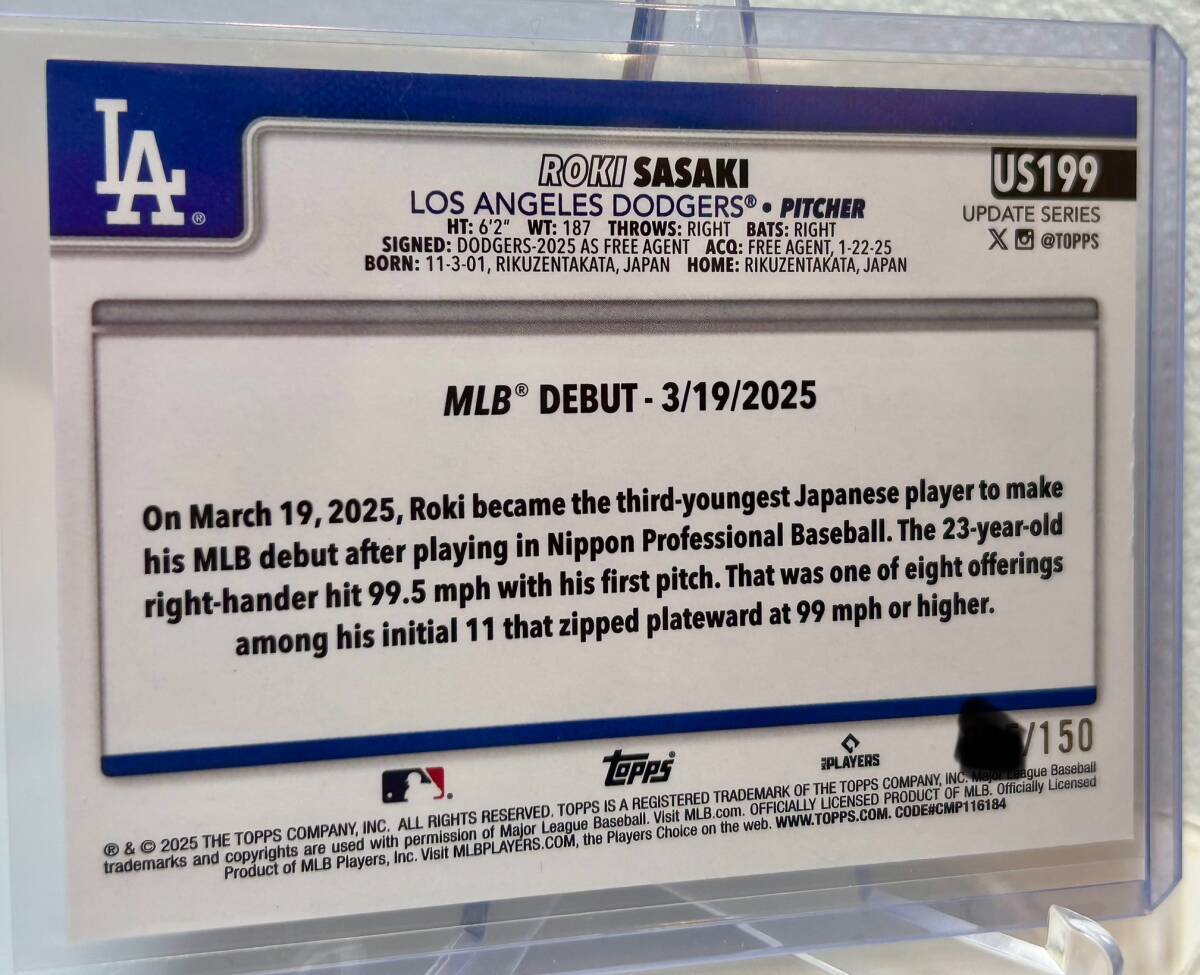 LA®
ROKI SASAKI
US199
LOS ANGELES DODGERS® • PITCHER
UPDATE SERIES
HT: 6'2" WT: 187 THROWS: RIGHT BATS: RIGHT
X @TOPPS
SIGNED: DODGERS-2025 AS FREE AGENT ACQ: FREE AGENT, 1-22-25
BORN: 11-3-01, RIKUZENTAKATA, JAPAN HOME: RIKUZENTAKATA, JAPAN
MLB® DEBUT - 3/19/2025
On March 19, 2025, Roki became the third-youngest Japanese player to make
his MLB debut after playing in Nippon Professional Baseball. The 23-year-old
right-hander hit 99.5 mph with his first pitch. That was one of eight offerings
among his initial 11 that zipped plateward at 99 mph or higher.
/150
topps®
PLAYERS
® & © 2025 THE TOPPS COMPANY, INC. ALL RIGHTS RESERVED. TOPPS IS A REGISTERED TRADEMARK OF THE TOPPS COMPANY, INC. Major League Baseball
trademarks and copyrights are used with permission of Major League Baseball. Visit MLB.com. OFFICIALLY LICENSED PRODUCT OF MLB. Officially Licensed
Product of MLB Players, Inc. Visit MLBPLAYERS.COM, the Players Choice on the web. WWW.TOPPS.COM. CODE#CMP116184